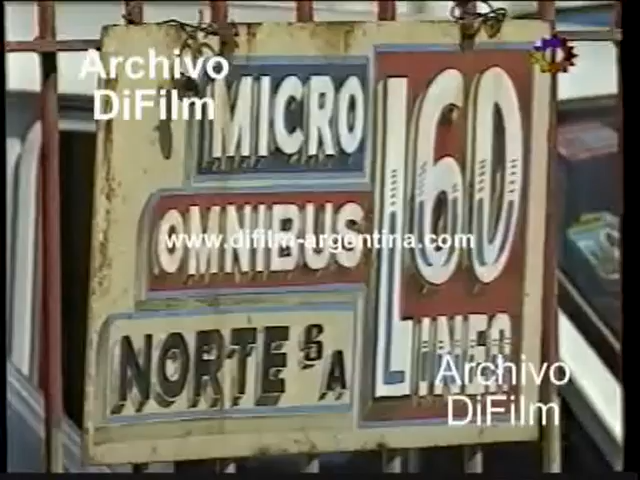 Archivo
DiFilm
MICRO
OMNIBUS
NORTE S A
160
LINEA
www.difilm-argentina.com
Archivo
DiFilm